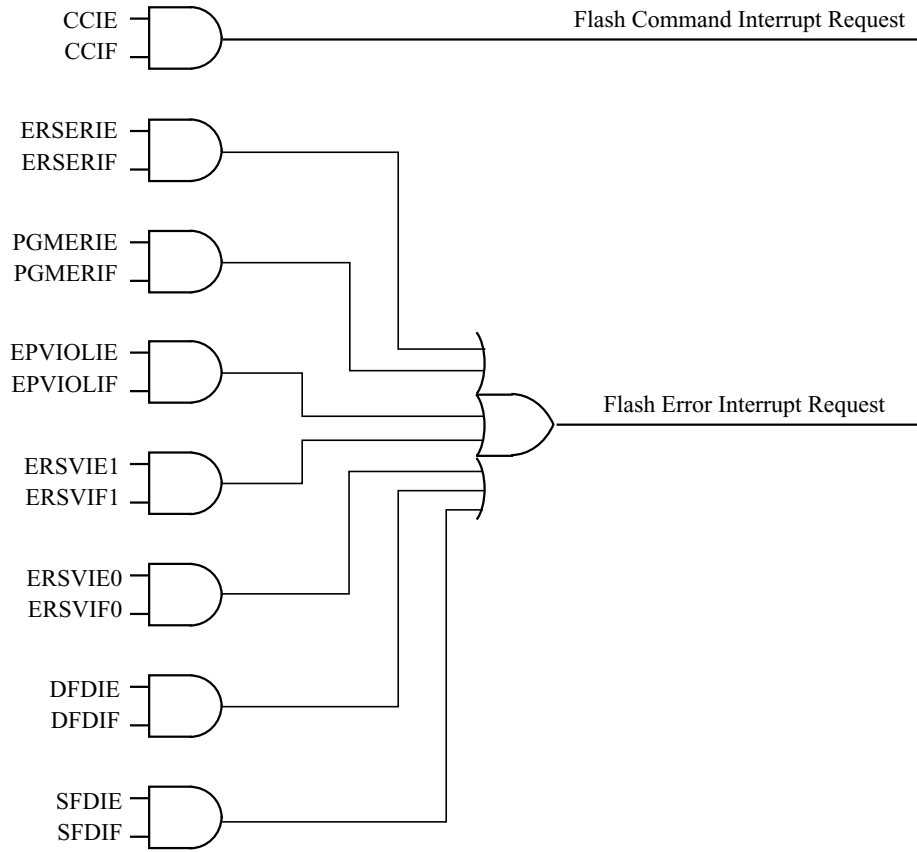 CCIE
CCIF
Flash Command Interrupt Request
ERSERIE
ERSERIF
PGMERIE
PGMERIF
EPVIOLIE
EPVIOLIF
Flash Error Interrupt Request
ERSVIE1
ERSVIF1
ERSVIE0
ERSVIF0
DFDIE
DFDIF
SFDIE
SFDIF